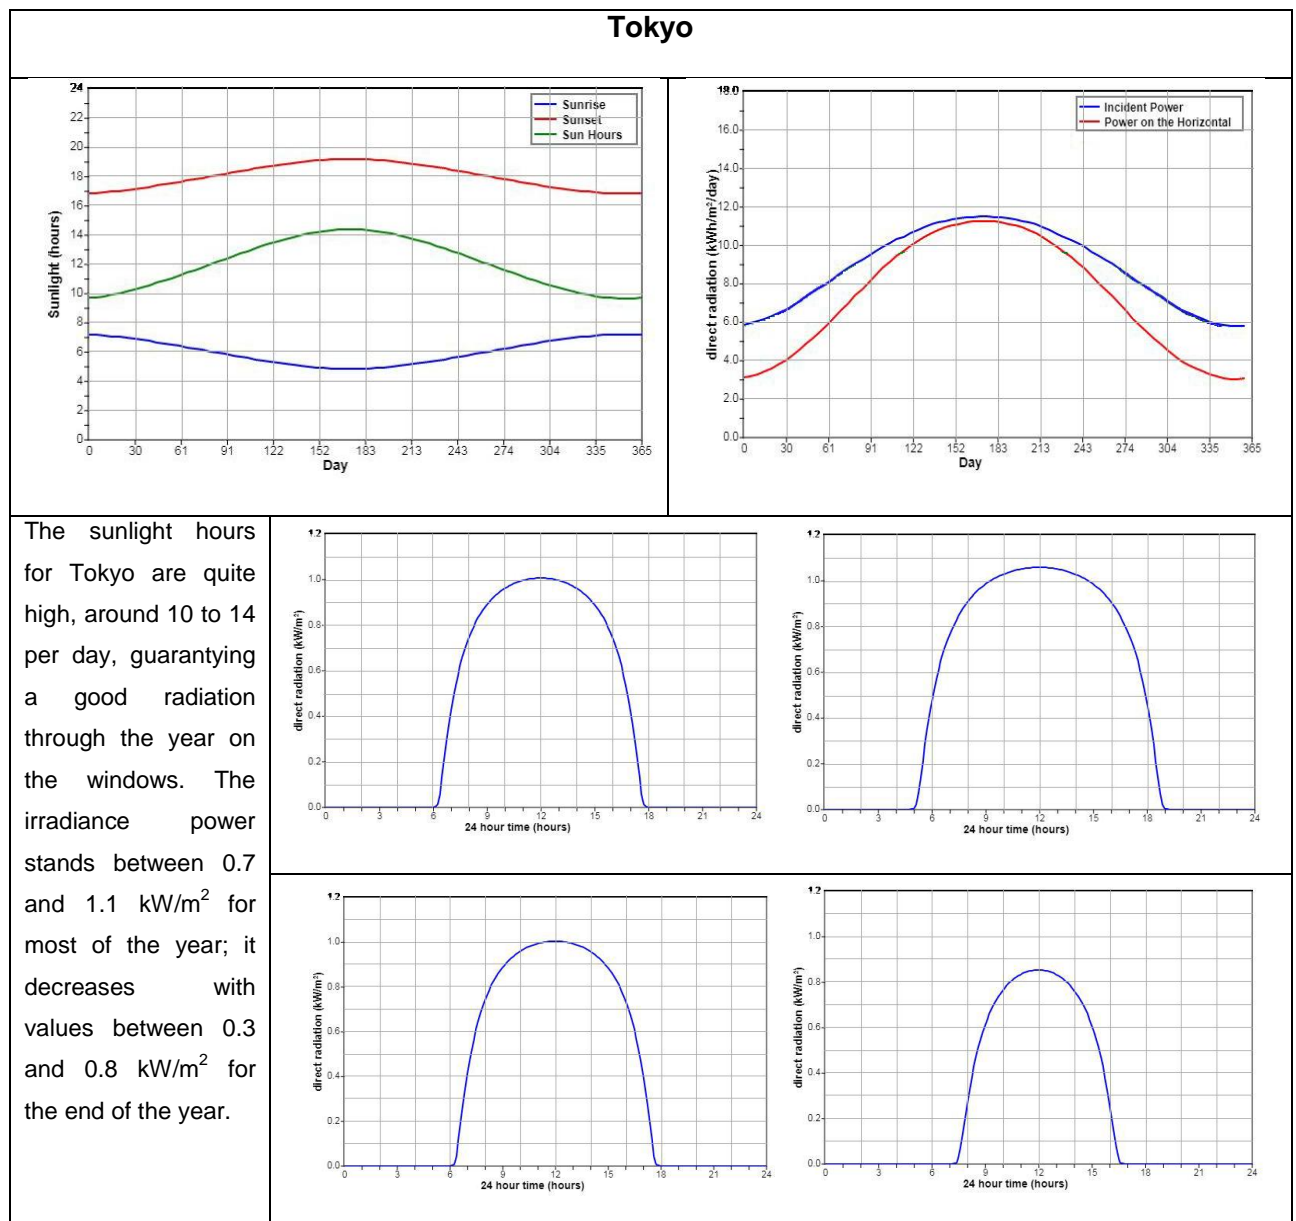 Tokyo
24
22
20
18
16
14
12
10
8
6
4
2
0
Sunlight (hours)
Sunrise
Sunset
Sun Hours
0 30 61 91 122 152 183 213 243 274 304 335 365
Day
18.0
16.0
14.0
12.0
10.0
8.0
6.0
4.0
2.0
0.0
direct radiation (kWh/m²/day)
Incident Power
Power on the Horizontal
0 30 61 91 122 152 183 213 243 274 304 335 365
Day
The sunlight hours
for Tokyo are quite
high, around 10 to 14
per day, guarantying
a good radiation
through the year on
the windows. The
irradiance power
stands between 0.7
and 1.1 kW/m² for
most of the year; it
decreases with
values between 0.3
and 0.8 kW/m² for
the end of the year.
1.2
1.0
0.8
0.6
0.4
0.2
0.0
direct radiation (kW/m²)
0 3 6 9 12 15 18 21 24
24 hour time (hours)
1.2
1.0
0.8
0.6
0.4
0.2
0.0
direct radiation (kW/m²)
0 3 6 9 12 15 18 21 24
24 hour time (hours)
1.2
1.0
0.8
0.6
0.4
0.2
0.0
direct radiation (kW/m²)
0 3 6 9 12 15 18 21 24
24 hour time (hours)
1.2
1.0
0.8
0.6
0.4
0.2
0.0
direct radiation (kW/m²)
0 3 6 9 12 15 18 21 24
24 hour time (hours)